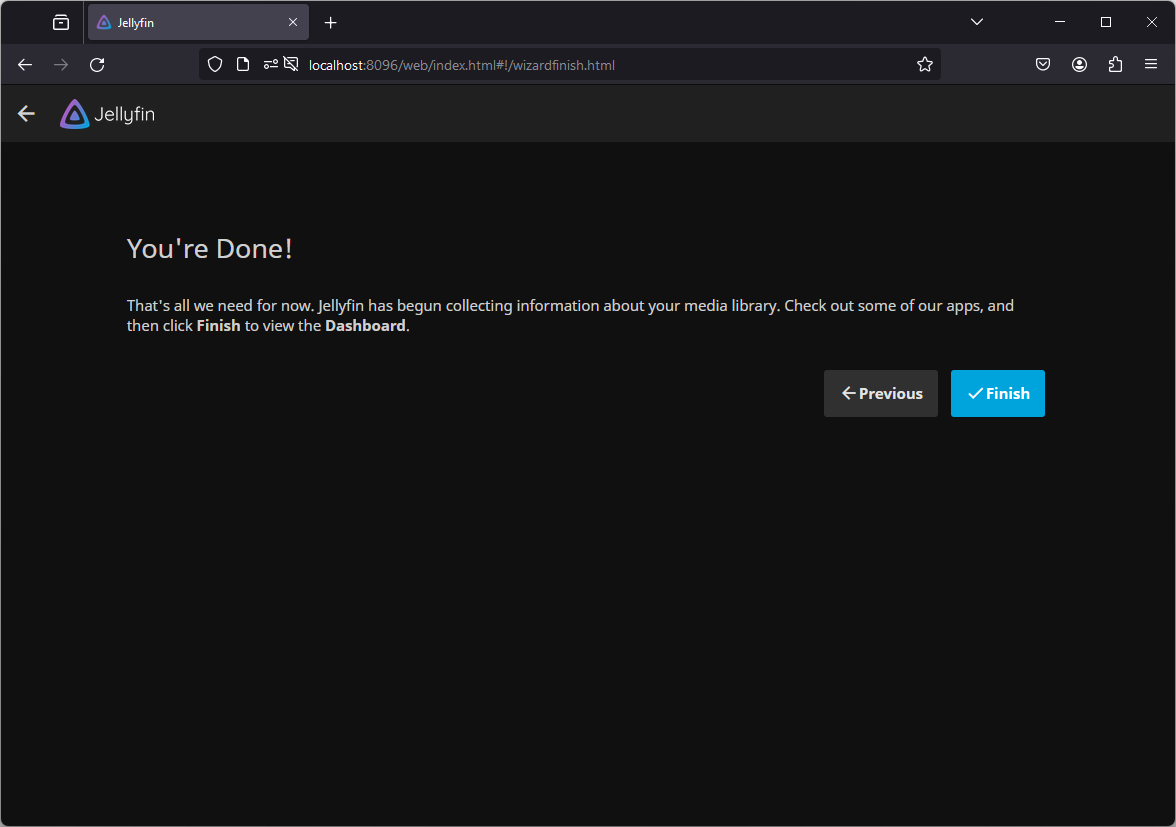 Jellyfin
localhost:8096/web/index.html#!/wizardfinish.html
Jellyfin
You're Done!
That's all we need for now. Jellyfin has begun collecting information about your media library. Check out some of our apps, and
then click Finish to view the Dashboard.
Previous Finish